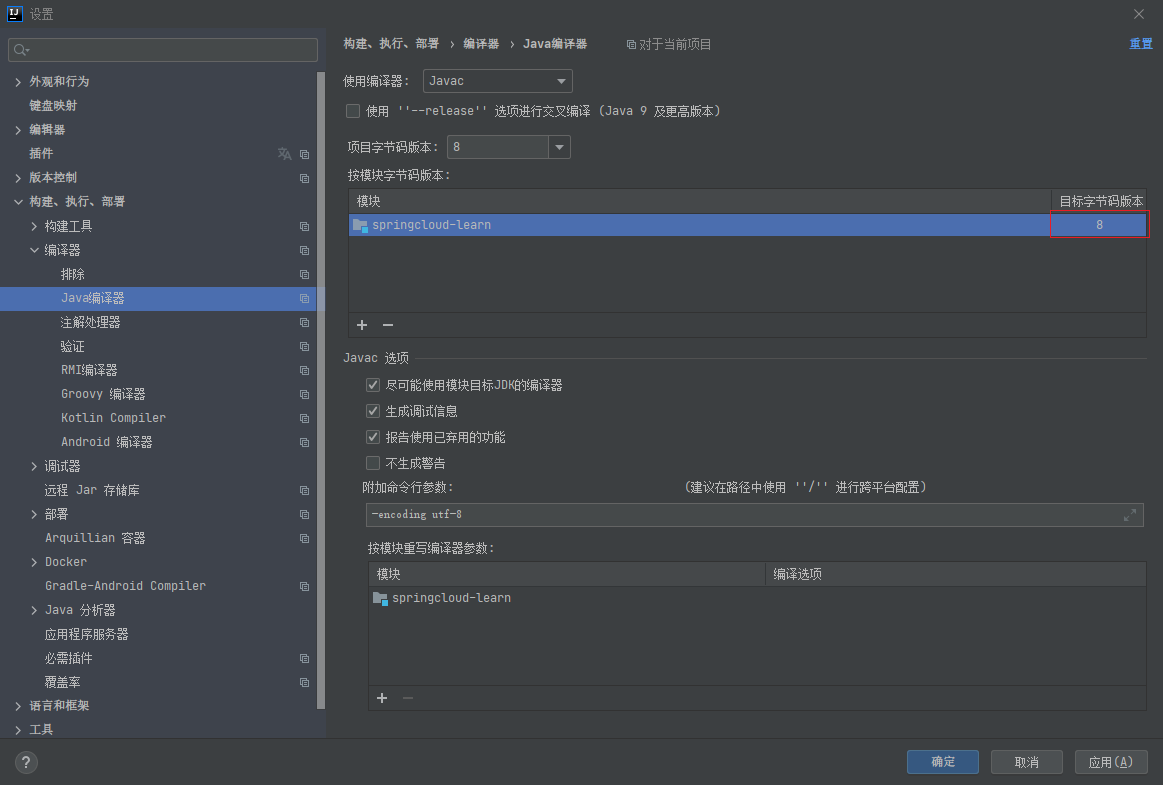 设置
外观和行为
键盘映射
编辑器
插件
版本控制
构建、执行、部署
构建工具
编译器
排除
Java编译器
注解处理器
验证
RMI编译器
Groovy 编译器
Kotlin Compiler
Android 编译器
调试器
远程 Jar 存储库
部署
Arquillian 容器
Docker
Gradle-Android Compiler
Java 分析器
应用程序服务器
必需插件
覆盖率
语言和框架
工具
构建、执行、部署 › 编译器 › Java编译器 对于当前项目 重置
使用编译器: Javac
使用 ''--release'' 选项进行交叉编译 (Java 9 及更高版本)
项目字节码版本: 8
按模块字节码版本:
模块 目标字节码版本
springcloud-learn 8
Javac 选项
尽可能使用模块目标JDK的编译器
生成调试信息
报告使用已弃用的功能
不生成警告
附加命令行参数: (建议在路径中使用 ''/'' 进行跨平台配置)
-encoding utf-8
按模块重写编译器参数:
模块 编译选项
springcloud-learn
? 确定 取消 应用(A)